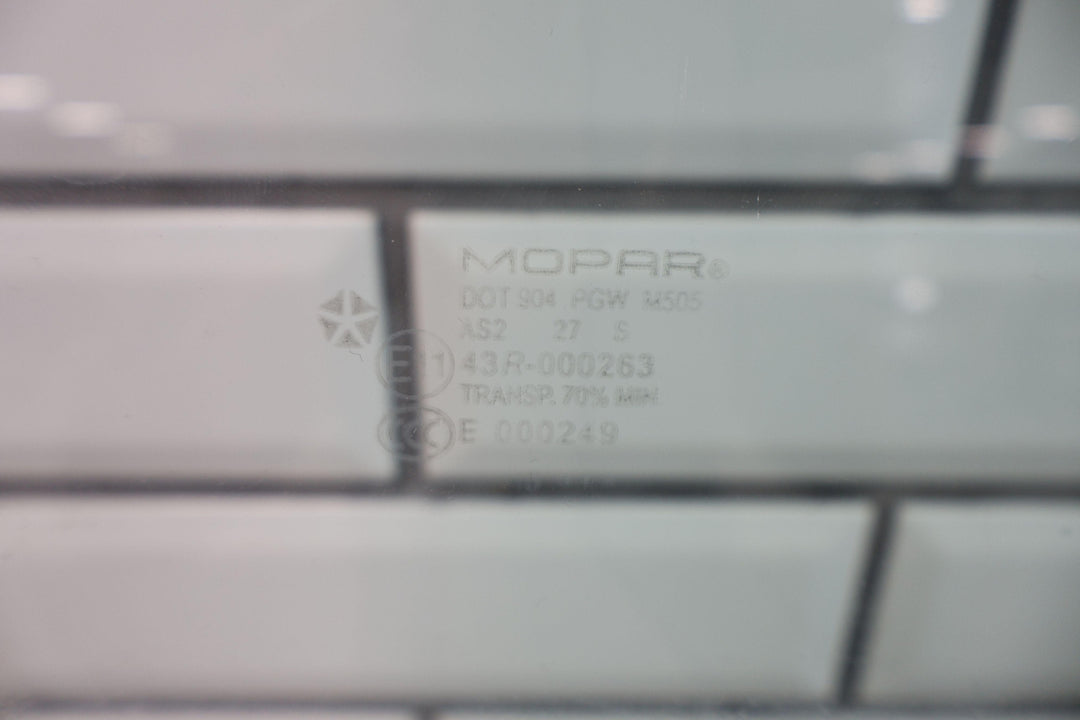 MOPAR®
DOT 904 PGW M505
AS2 27 S
E11 43R-000263
TRANSP. 70% MIN
CCC E 000249